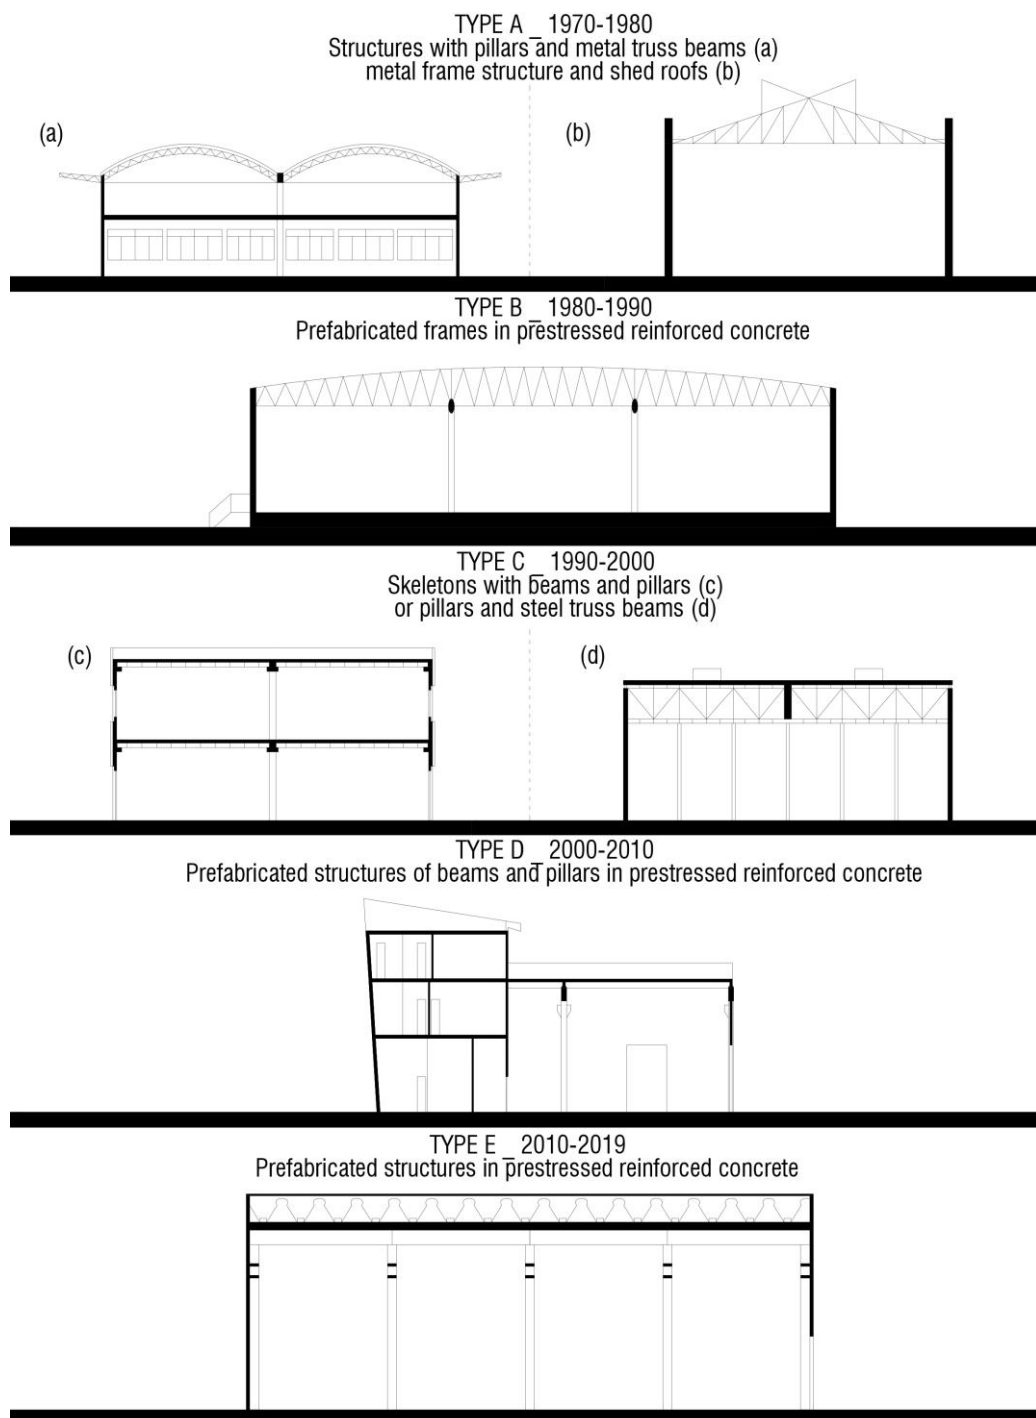 TYPE A _ 1970-1980
Structures with pillars and metal truss beams (a)
metal frame structure and shed roofs (b)
(a)
(b)
TYPE B _ 1980-1990
Prefabricated frames in prestressed reinforced concrete
TYPE C _ 1990-2000
Skeletons with beams and pillars (c)
or pillars and steel truss beams (d)
(c)
(d)
TYPE D _ 2000-2010
Prefabricated structures of beams and pillars in prestressed reinforced concrete
TYPE E _ 2010-2019
Prefabricated structures in prestressed reinforced concrete